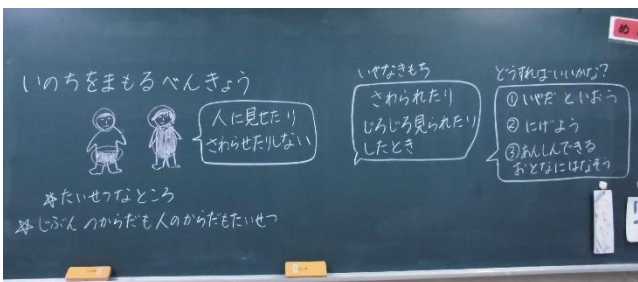 いのちをまもるべんきょう
人に見せたり
さわらせたりしない
☆たいせつなところ
☆じぶんのからだも人のからだもたいせつ
いやなきもち
さわられたり
じろじろ見られたり
したとき
どうすればいいかな?
①いやだ といおう
②にげよう
③あんしんできる
おとなにはなそう
め